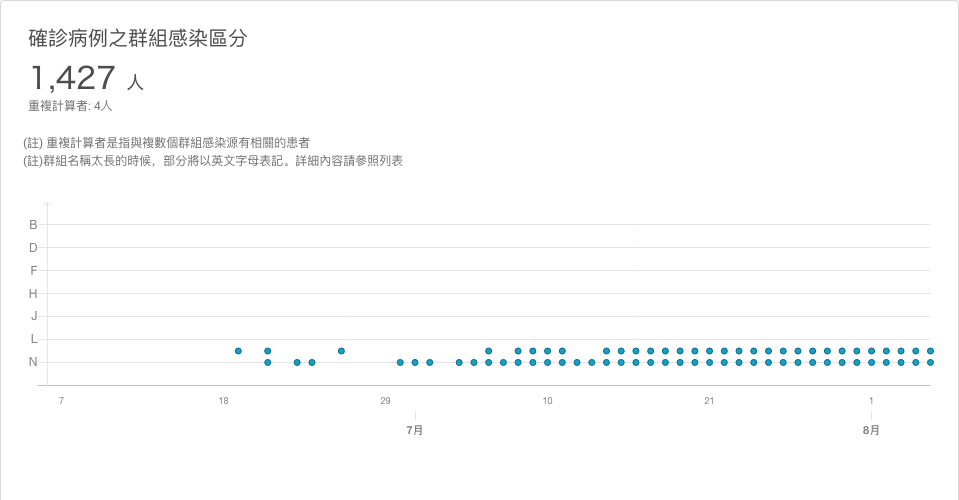 確診病例之群組感染區分
1,427 人
重複計算者: 4人
(註) 重複計算者是指與複數個群組感染源有相關的患者
(註)群組名稱太長的時候，部分將以英文字母表記。詳細內容請參照列表
B
D
F
H
J
L
N
7 18 29 10 21 1
7月 8月